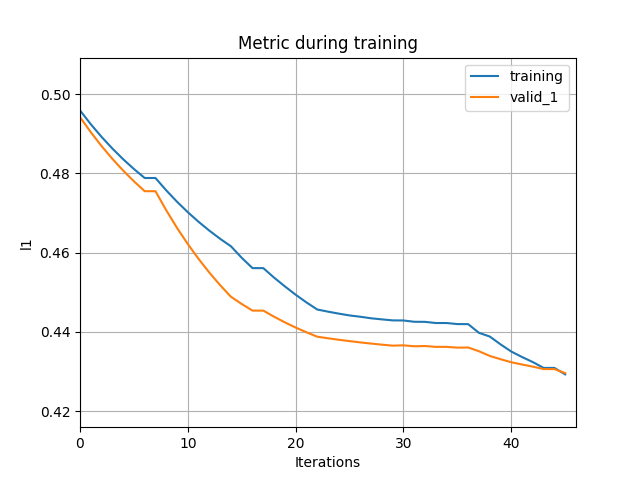 Metric during training
training
valid_1
0.50
0.48
0.46
0.44
0.42
l1
0 10 20 30 40
Iterations